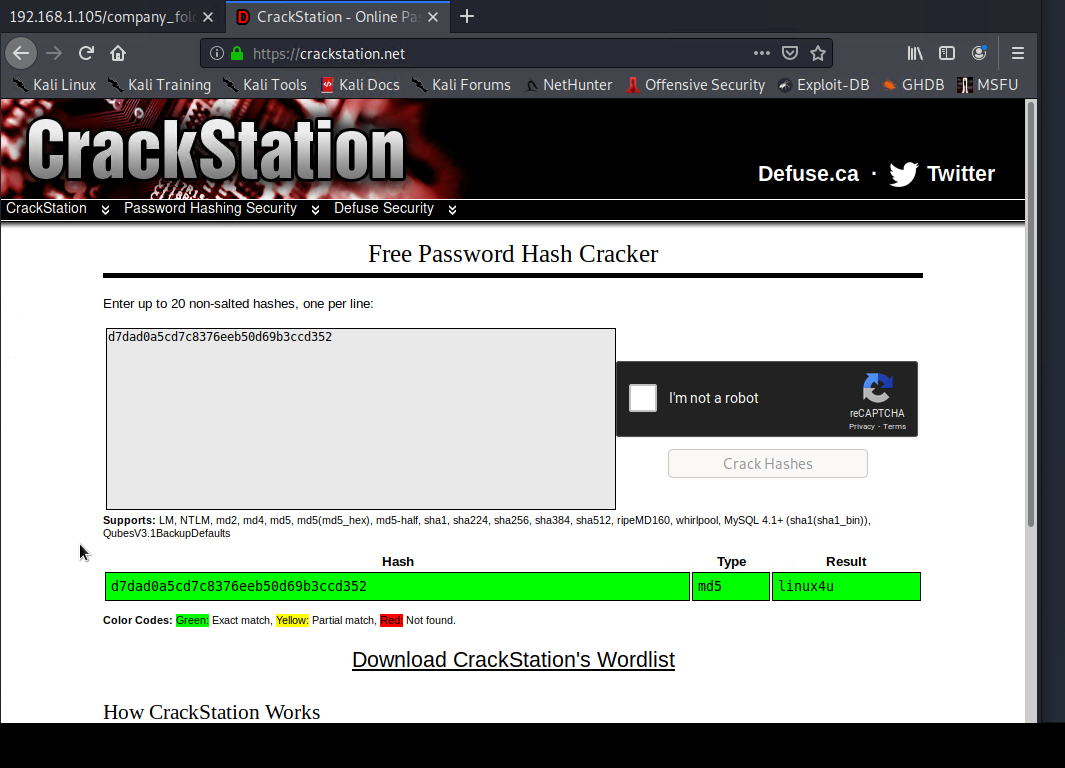 192.168.1.105/company_fol
CrackStation - Online Pa
https://crackstation.net
Kali Linux Kali Training Kali Tools Kali Docs Kali Forums NetHunter Offensive Security Exploit-DB GHDB MSFU
CrackStation
Defuse.ca · Twitter
CrackStation Password Hashing Security Defuse Security
Free Password Hash Cracker
Enter up to 20 non-salted hashes, one per line:
d7dad0a5cd7c8376eeb50d69b3ccd352
I'm not a robot
reCAPTCHA
Privacy - Terms
Crack Hashes
Supports: LM, NTLM, md2, md4, md5, md5(md5_hex), md5-half, sha1, sha224, sha256, sha384, sha512, ripeMD160, whirlpool, MySQL 4.1+ (sha1(sha1_bin)),
QubesV3.1BackupDefaults
Hash Type Result
d7dad0a5cd7c8376eeb50d69b3ccd352 md5 linux4u
Color Codes: Green: Exact match, Yellow: Partial match, Red: Not found.
Download CrackStation's Wordlist
How CrackStation Works